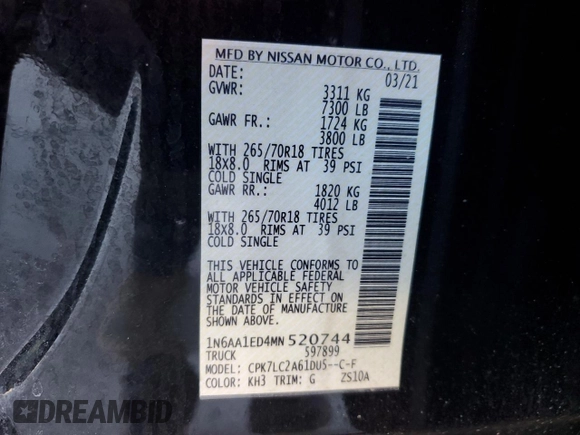 MFD BY NISSAN MOTOR CO., LTD.
DATE: 03/21
GVWR: 3311 KG
7300 LB
GAWR FR.: 1724 KG
3800 LB
WITH 265/70R18 TIRES
18X8.0 RIMS AT 39 PSI
COLD SINGLE
GAWR RR.: 1820 KG
4012 LB
WITH 265/70R18 TIRES
18X8.0 RIMS AT 39 PSI
COLD SINGLE
THIS VEHICLE CONFORMS TO
ALL APPLICABLE FEDERAL
MOTOR VEHICLE SAFETY
STANDARDS IN EFFECT ON
THE DATE OF MANUFACTURE
SHOWN ABOVE.
1N6AA1ED4MN520744
TRUCK 597899
MODEL: CPK7LC2A61DU5--C-F
COLOR: KH3 TRIM: G ZS10A
DREAMBID
.com